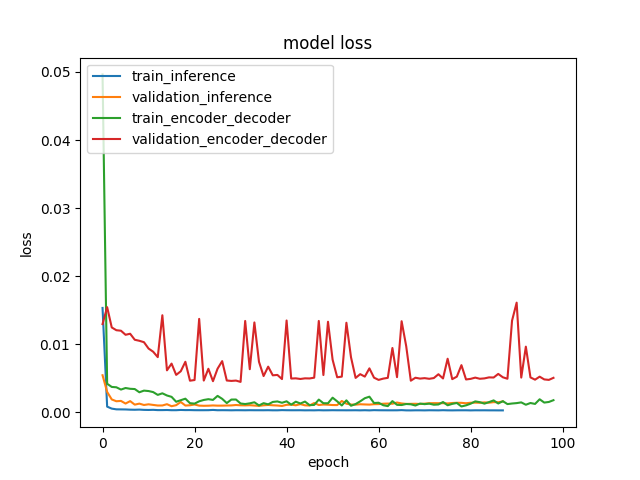 model loss
train_inference
validation_inference
train_encoder_decoder
validation_encoder_decoder
0.05
0.04
0.03
0.02
0.01
0.00
loss
0
20
40
60
80
100
epoch